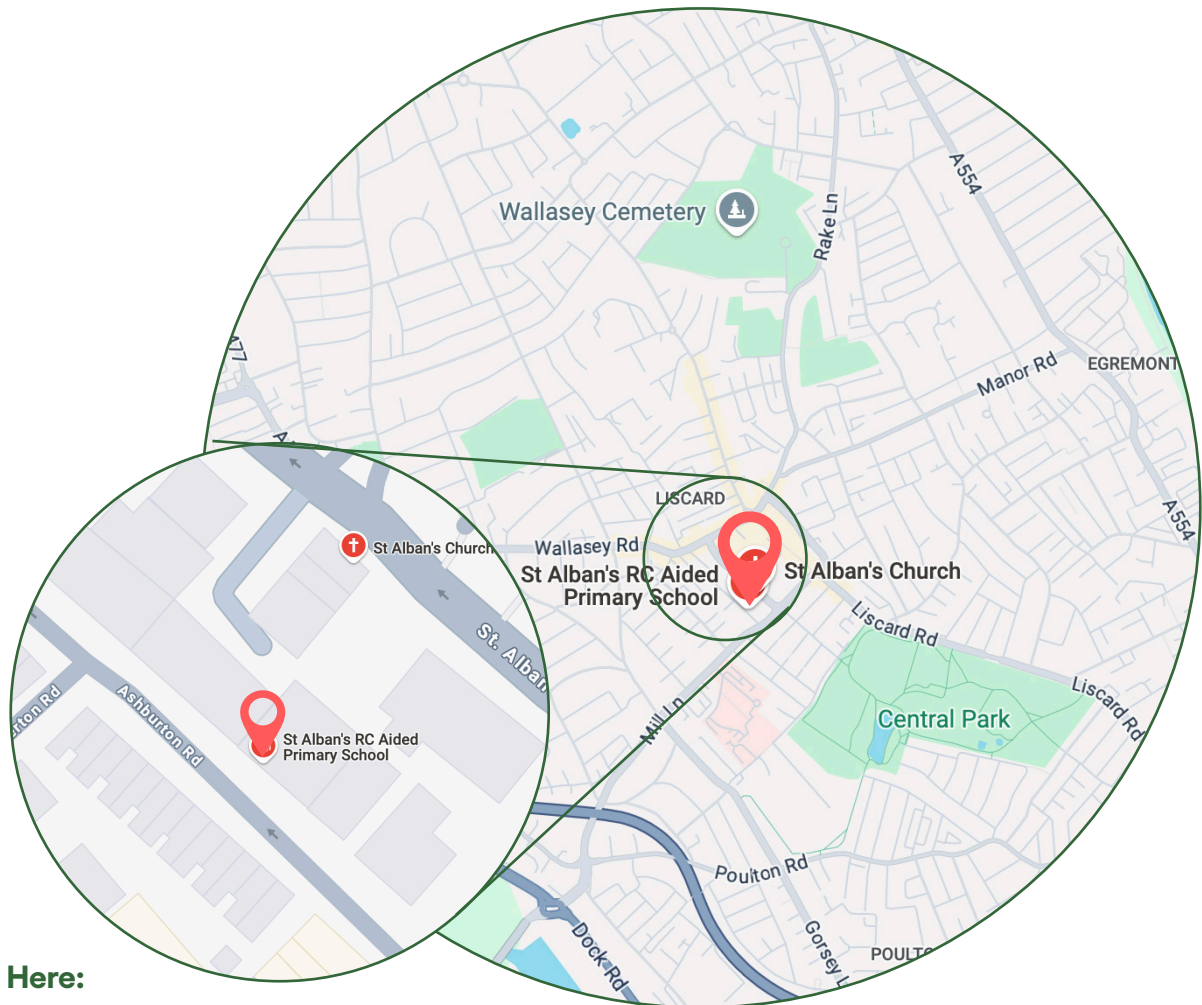 A554
Wallasey Cemetery
Rake Ln
EGREMONT
Manor Rd
LISCARD
A554
Wallasey Rd
St Alban's RC Aided
Primary School
St Alban's Church
Liscard Rd
Liscard Rd
Central Park
Mill Ln
Poulton Rd
Gorsey L
Dock Rd
St Alban's Church
St. Alban
Ashburton Rd
rton Rd
St Alban's RC Aided
Primary School
Here: